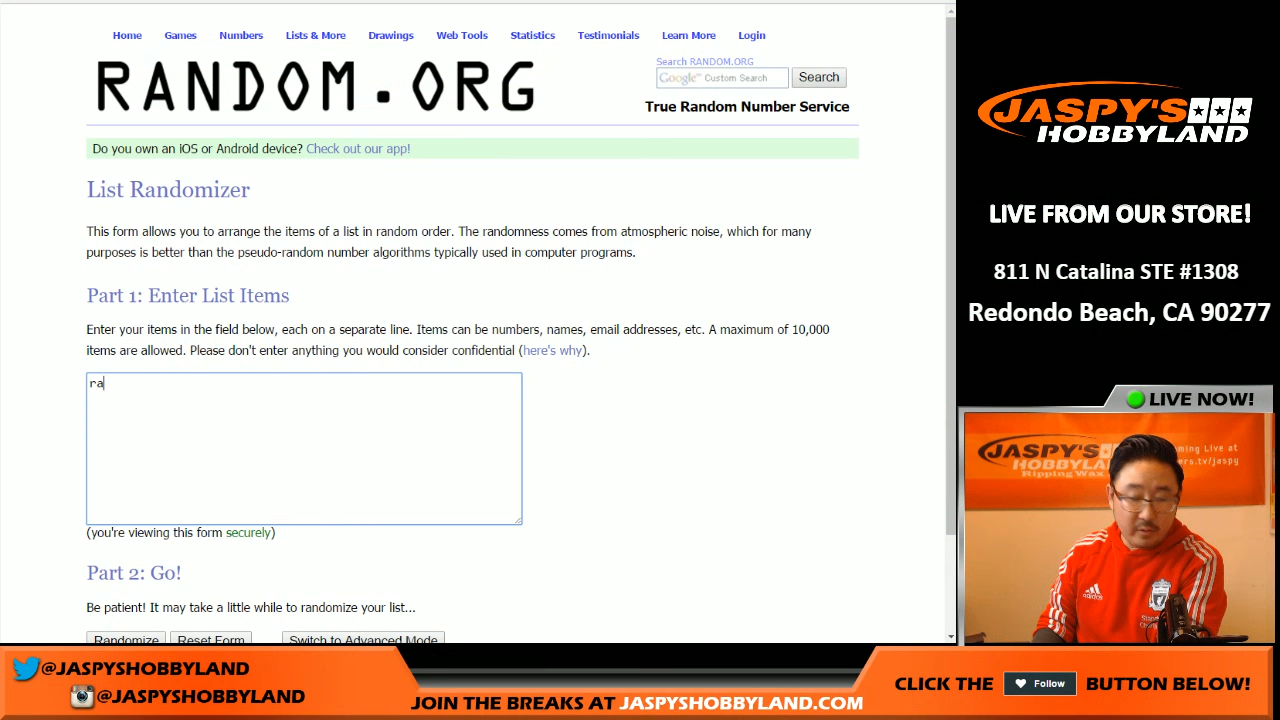 Home Games Numbers Lists & More Drawings Web Tools Statistics Testimonials Learn More Login
RANDOM.ORG
Search RANDOM.ORG
Google™ Custom Search Search
True Random Number Service
Do you own an iOS or Android device? Check out our app!
List Randomizer
This form allows you to arrange the items of a list in random order. The randomness comes from atmospheric noise, which for many
purposes is better than the pseudo-random number algorithms typically used in computer programs.
Part 1: Enter List Items
Enter your items in the field below, each on a separate line. Items can be numbers, names, email addresses, etc. A maximum of 10,000
items are allowed. Please don't enter anything you would consider confidential (here's why).
ra
(you're viewing this form securely)
Part 2: Go!
Be patient! It may take a little while to randomize your list...
Randomize Reset Form Switch to Advanced Mode
JASPY'S
HOBBYLAND
LIVE FROM OUR STORE!
811 N Catalina STE #1308
Redondo Beach, CA 90277
LIVE NOW!
JASPY'S
HOBBYLAND
Live at
adidas
@JASPYSHOBBYLAND
@JASPYSHOBBYLAND
JOIN THE BREAKS AT JASPYSHOBBYLAND.COM
CLICK THE Follow BUTTON BELOW!